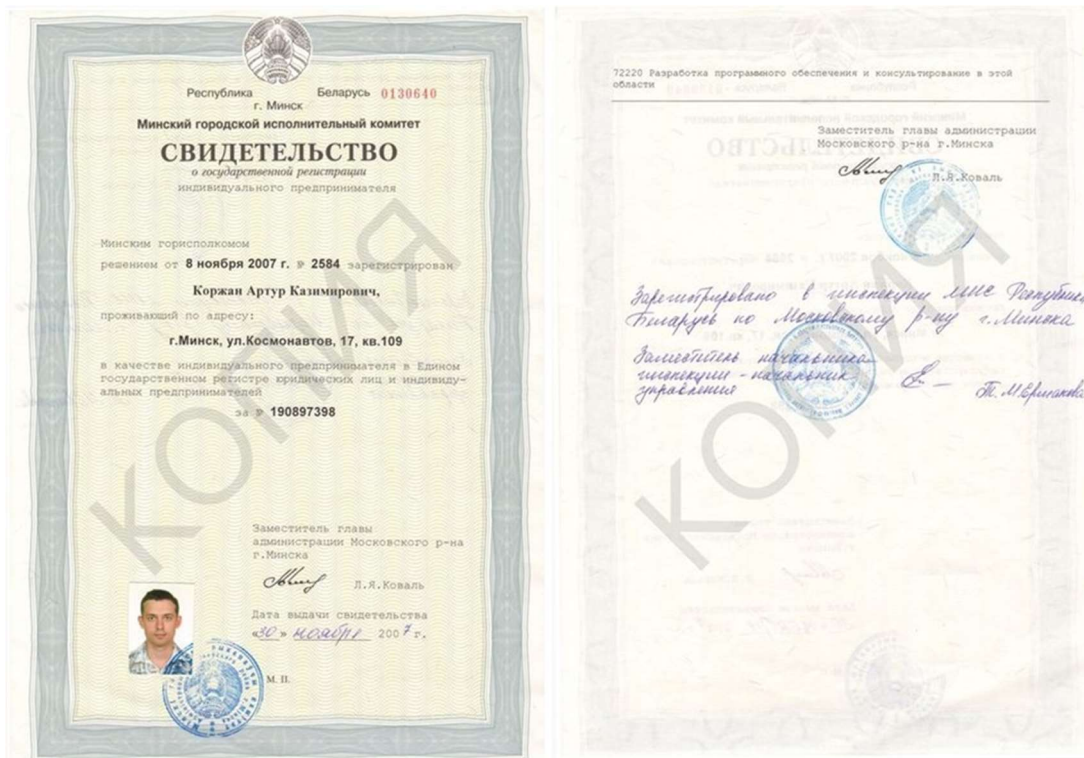 Республика Беларусь 0130640
г. Минск
Минский городской исполнительный комитет
СВИДЕТЕЛЬСТВО
о государственной регистрации
индивидуального предпринимателя
Минским горисполкомом
решением от 8 ноября 2007 г. № 2584 зарегистрирован
Коржан Артур Казимирович,
проживающий по адресу:
г.Минск, ул.Космонавтов, 17, кв.109
в качестве индивидуального предпринимателя в Едином
государственном регистре юридических лиц и индивиду-
альных предпринимателей
за № 190897398
КОПИЯ
Заместитель главы
администрации Московского р-на
г.Минска
Л.Я.Коваль
Дата выдачи свидетельства
«30» ноября 2007 г.
М. П.
72220 Разработка программного обеспечения и консультирование в этой
области
Заместитель главы администрации
Московского р-на г.Минска
Л.Я.Коваль
КОПИЯ
Зарегистрировано в инспекции МНС Республики
Беларусь по Московскому р-ну г.Минска
Заместитель начальника
инспекции - начальник
управления
Т.М.Ермакова